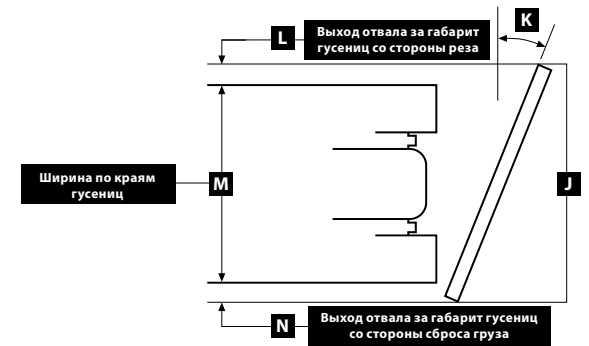 K
L
Выход отвала за габарит
гусениц со стороны реза
Ширина по краям
гусениц
M
J
N
Выход отвала за габарит гусениц
со стороны сброса груза